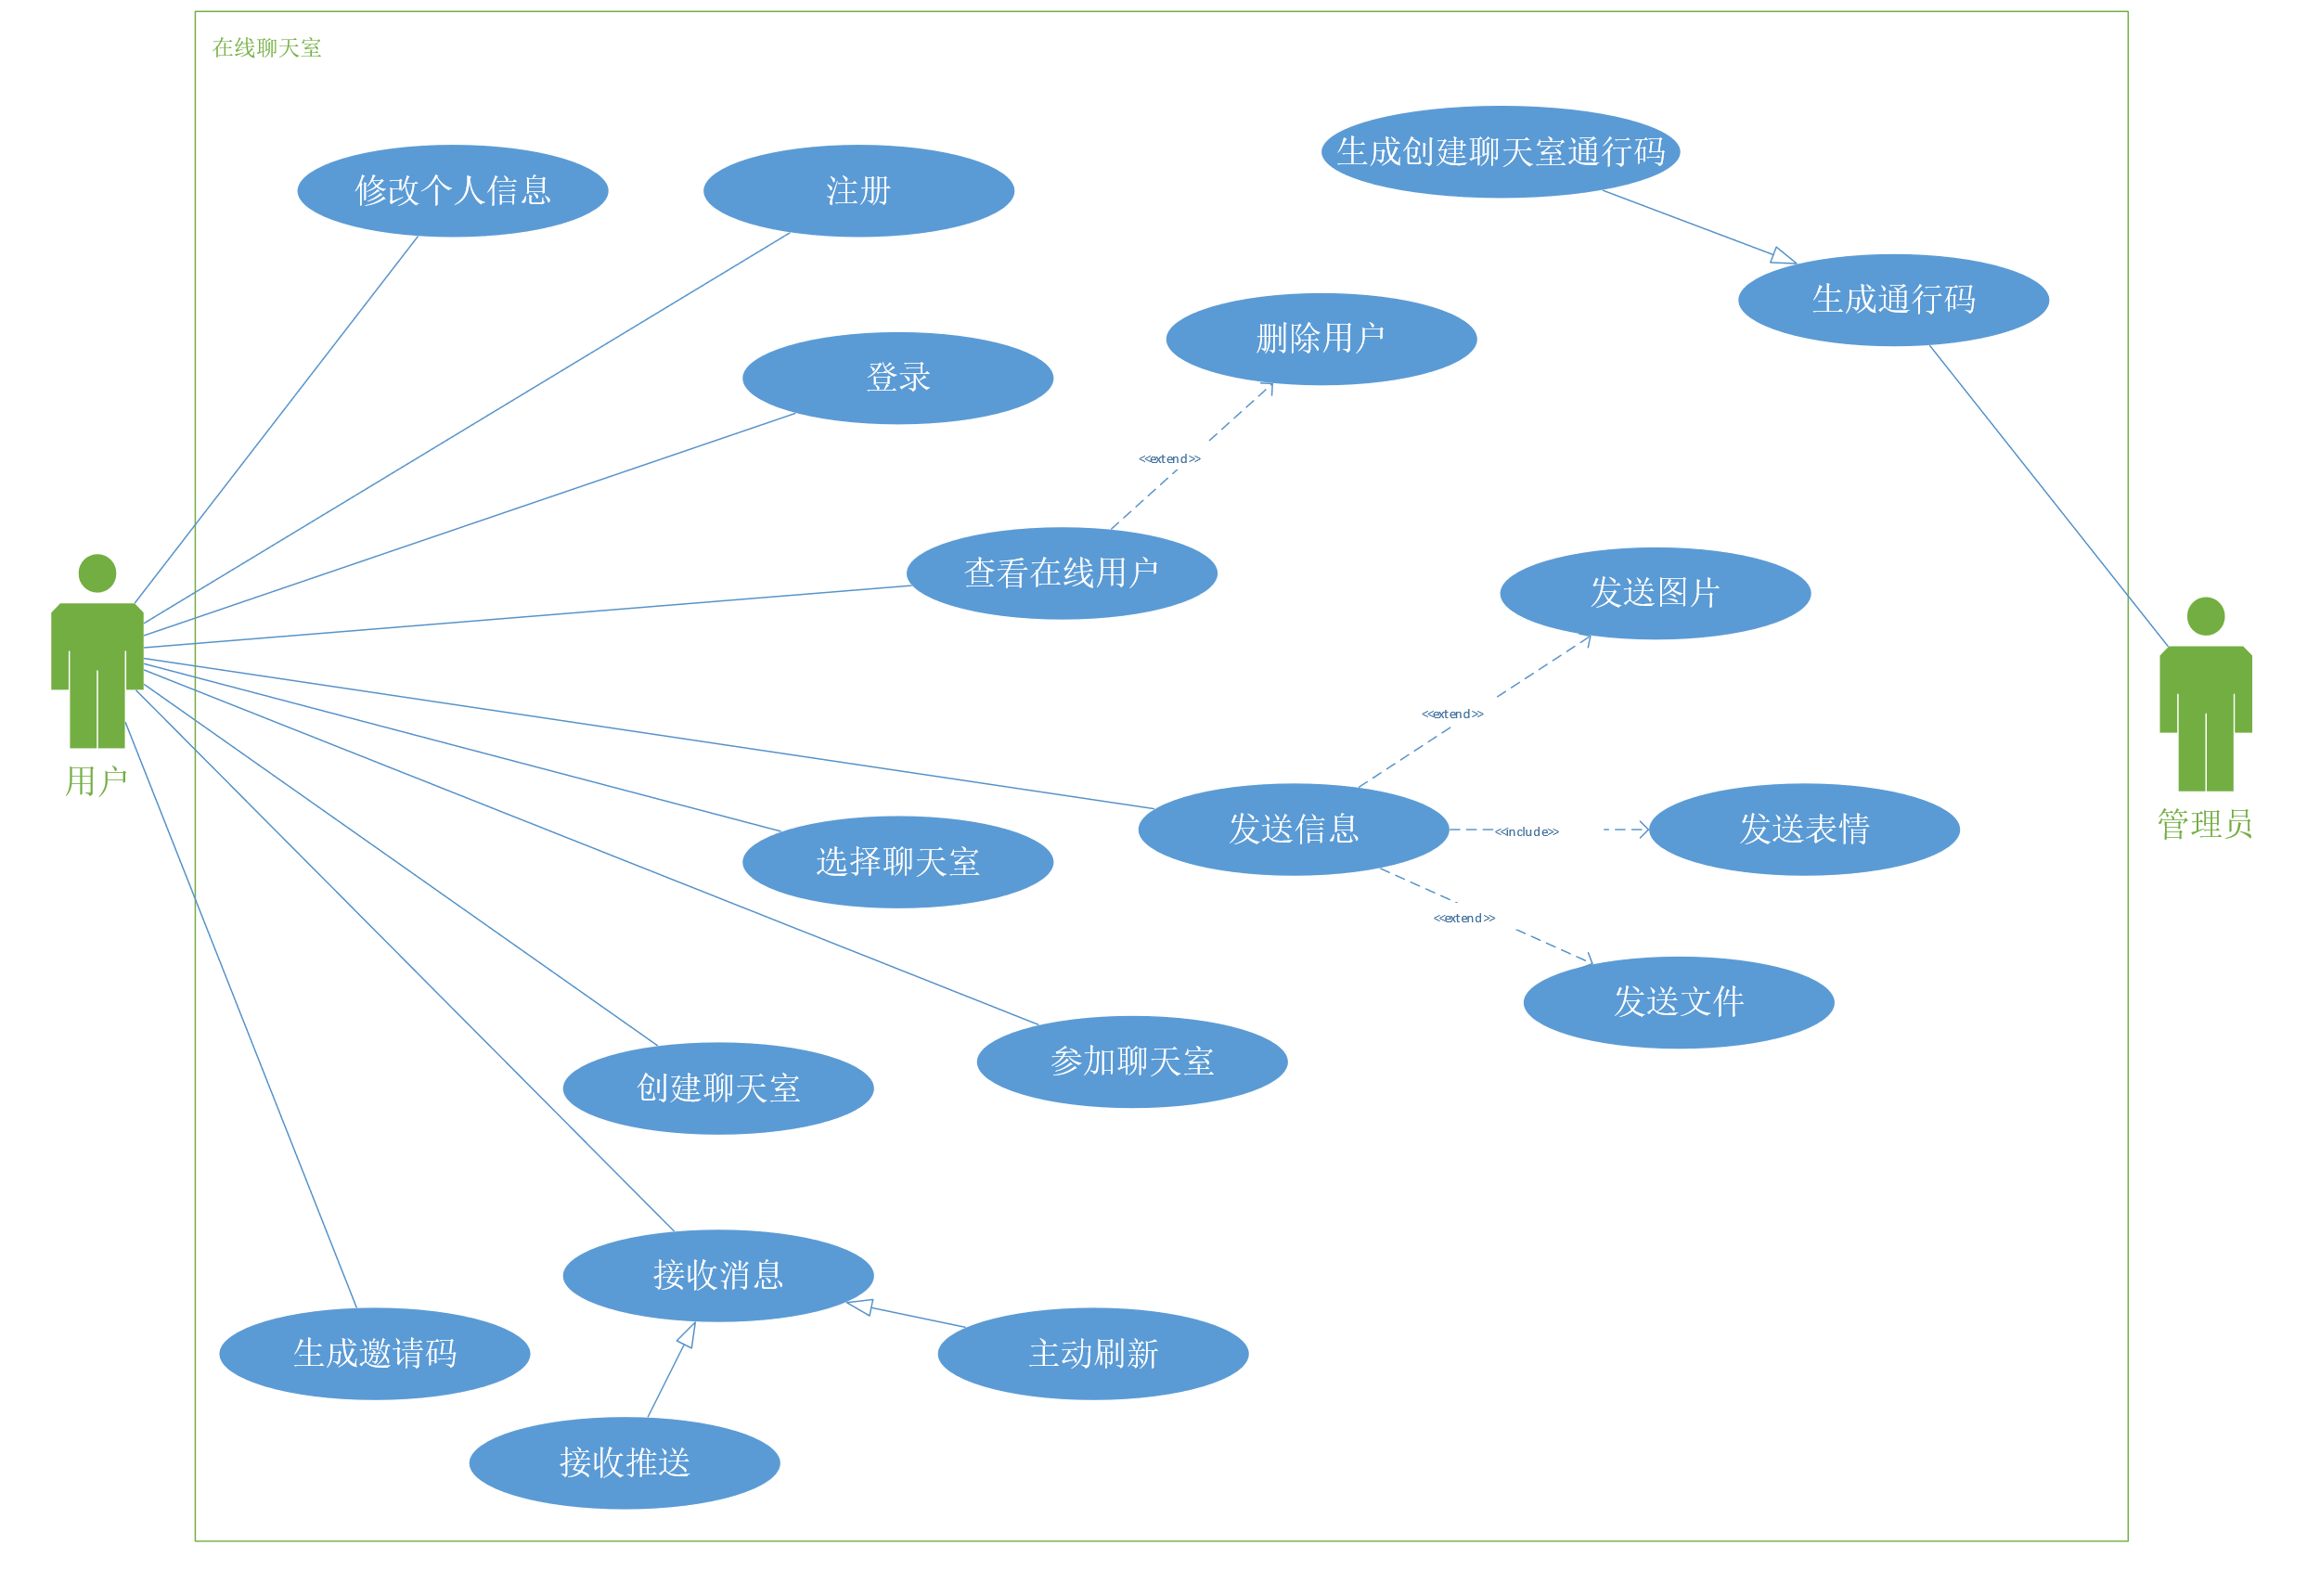 在线聊天室
生成创建聊天室通行码
修改个人信息
注册
生成通行码
删除用户
登录
<<extend>>
查看在线用户
发送图片
<<extend>>
用户
管理员
发送信息
<<include>>
发送表情
选择聊天室
<<extend>>
发送文件
参加聊天室
创建聊天室
接收消息
生成邀请码
主动刷新
接收推送